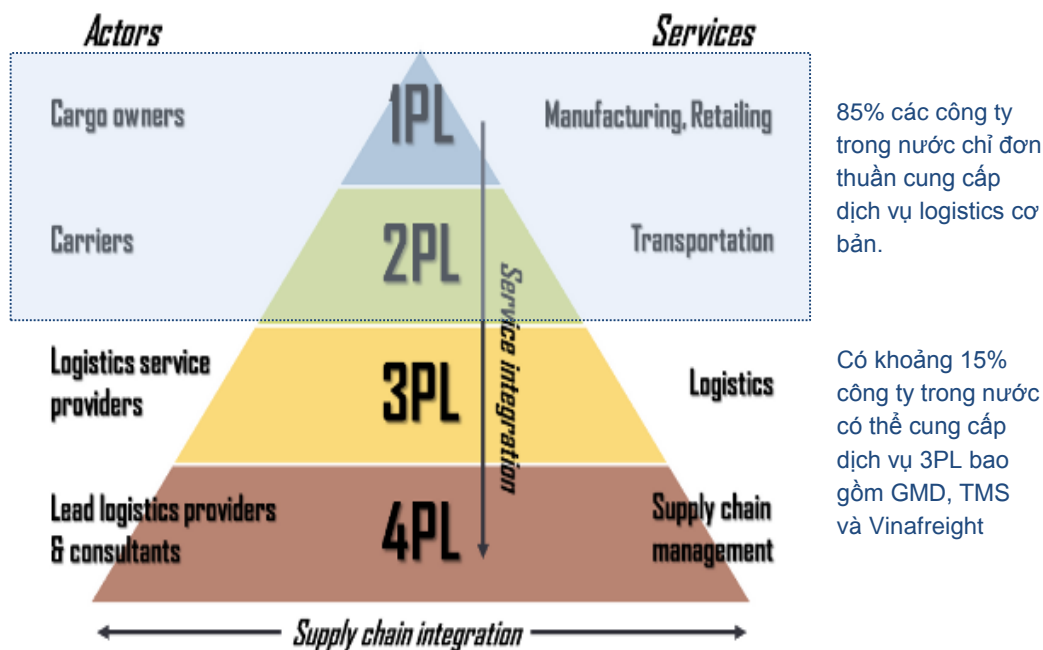 Actors
Services
Cargo owners
1PL
Manufacturing, Retailing
85% các công ty
trong nước chỉ đơn
thuần cung cấp
dịch vụ logistics cơ
bản.
Carriers
2PL
Transportation
Service integration
Logistics service
providers
3PL
Logistics
Có khoảng 15%
công ty trong nước
có thể cung cấp
dịch vụ 3PL bao
gồm GMD, TMS
và Vinafreight
Lead logistics providers
& consultants
4PL
Supply chain
management
Supply chain integration